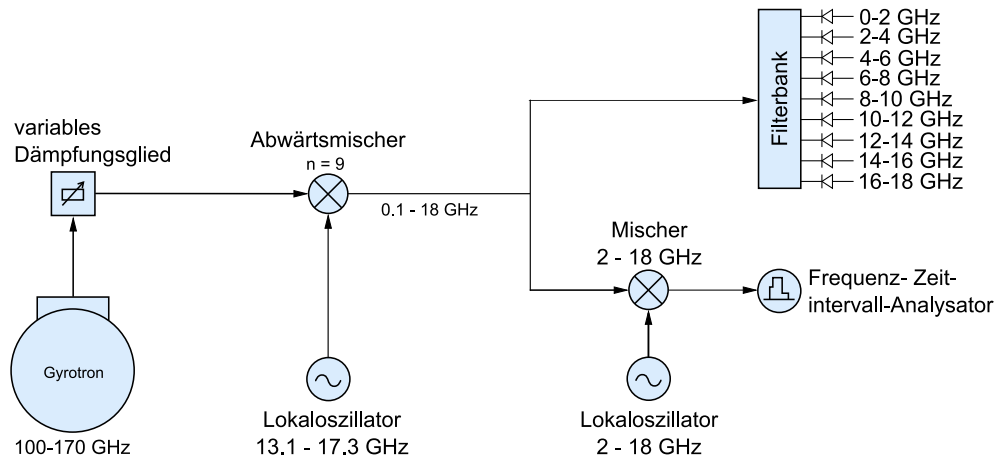 0-2 GHz
2-4 GHz
4-6 GHz
6-8 GHz
8-10 GHz
10-12 GHz
12-14 GHz
14-16 GHz
16-18 GHz
Filterbank
variables
Dämpfungsglied
Abwärtsmischer
n = 9
0.1 - 18 GHz
Mischer
2 - 18 GHz
Frequenz- Zeit-
intervall-Analysator
Gyrotron
100-170 GHz
Lokaloszillator
13,1 - 17,3 GHz
Lokaloszillator
2 - 18 GHz